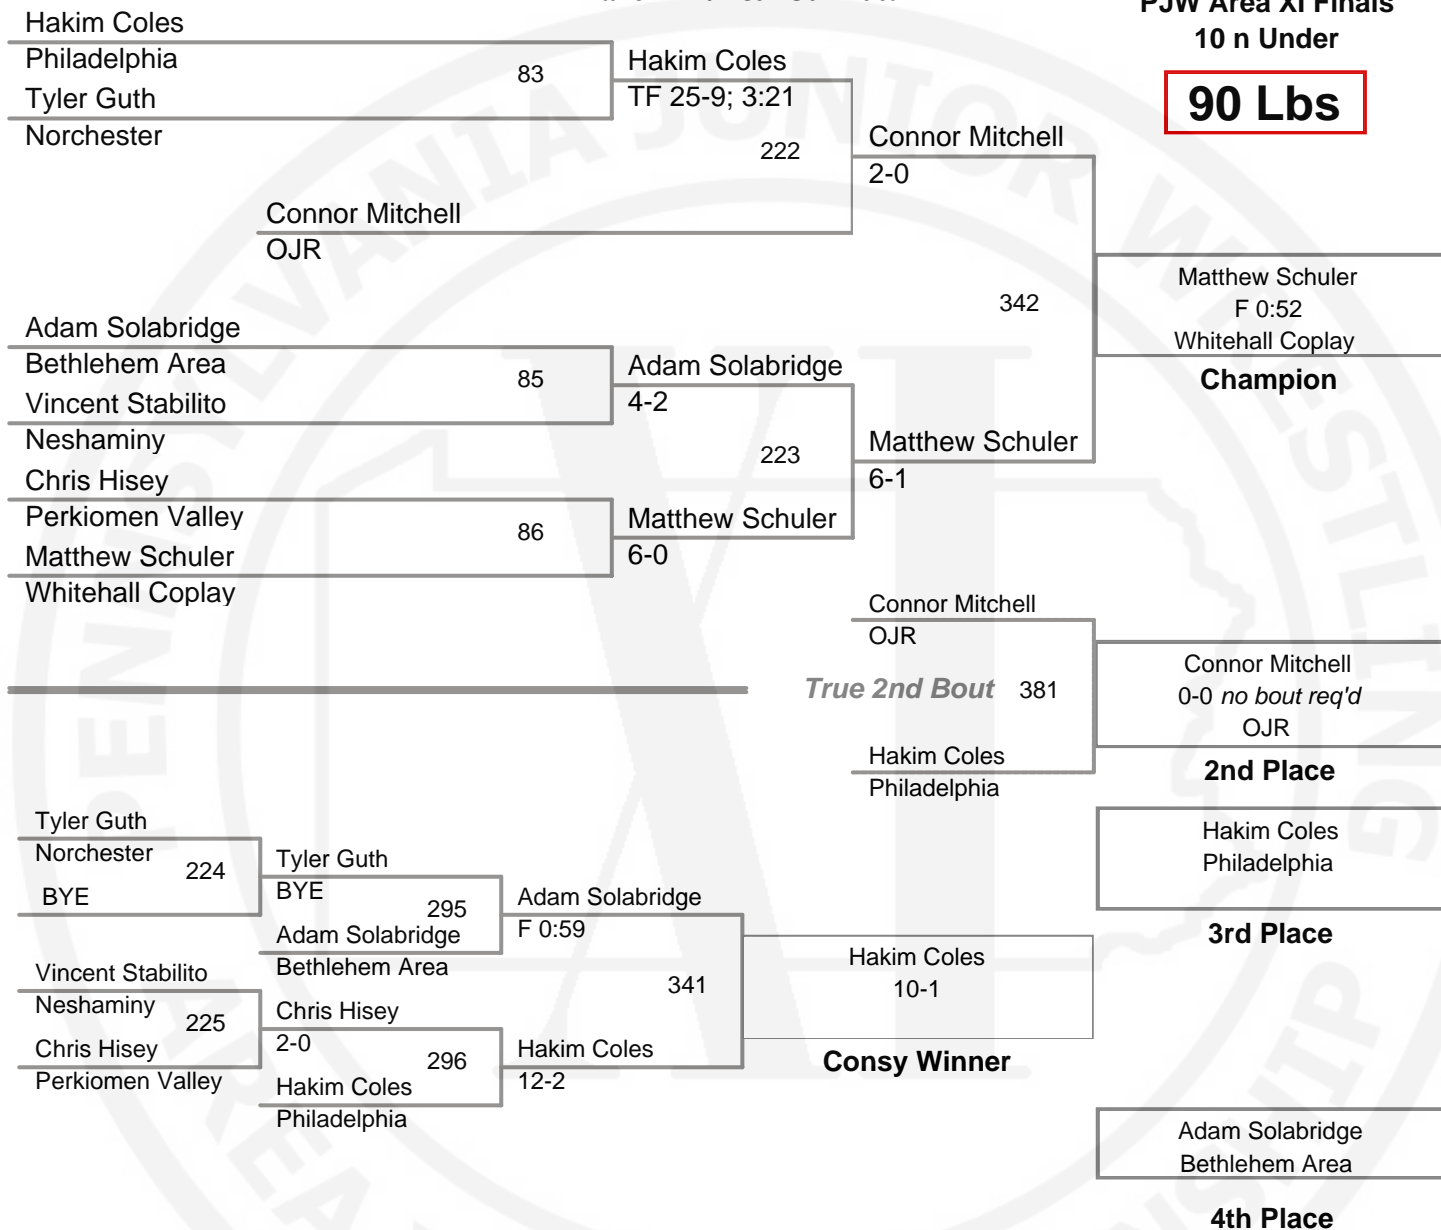 PJW Area XI Finals
10 n Under
90 Lbs
Hakim Coles
Philadelphia
83
Tyler Guth
Norchester
Hakim Coles
TF 25-9; 3:21
222
Connor Mitchell
OJR
Connor Mitchell
2-0
342
Matthew Schuler
F 0:52
Whitehall Coplay
Champion
Adam Solabridge
Bethlehem Area
85
Vincent Stabilito
Neshaminy
Adam Solabridge
4-2
223
Chris Hisey
Perkiomen Valley
86
Matthew Schuler
Whitehall Coplay
Matthew Schuler
6-0
Matthew Schuler
6-1
Connor Mitchell
OJR
True 2nd Bout 381
Hakim Coles
Philadelphia
Connor Mitchell
0-0 no bout req'd
OJR
2nd Place
Tyler Guth
Norchester
224
BYE
Tyler Guth
BYE
295
Adam Solabridge
Bethlehem Area
Adam Solabridge
F 0:59
341
Vincent Stabilito
Neshaminy
225
Chris Hisey
Perkiomen Valley
Chris Hisey
2-0
296
Hakim Coles
Philadelphia
Hakim Coles
12-2
Hakim Coles
10-1
Consy Winner
Hakim Coles
Philadelphia
3rd Place
Adam Solabridge
Bethlehem Area
4th Place
PENNSYLVANIA JUNIOR WRESTLING
XI